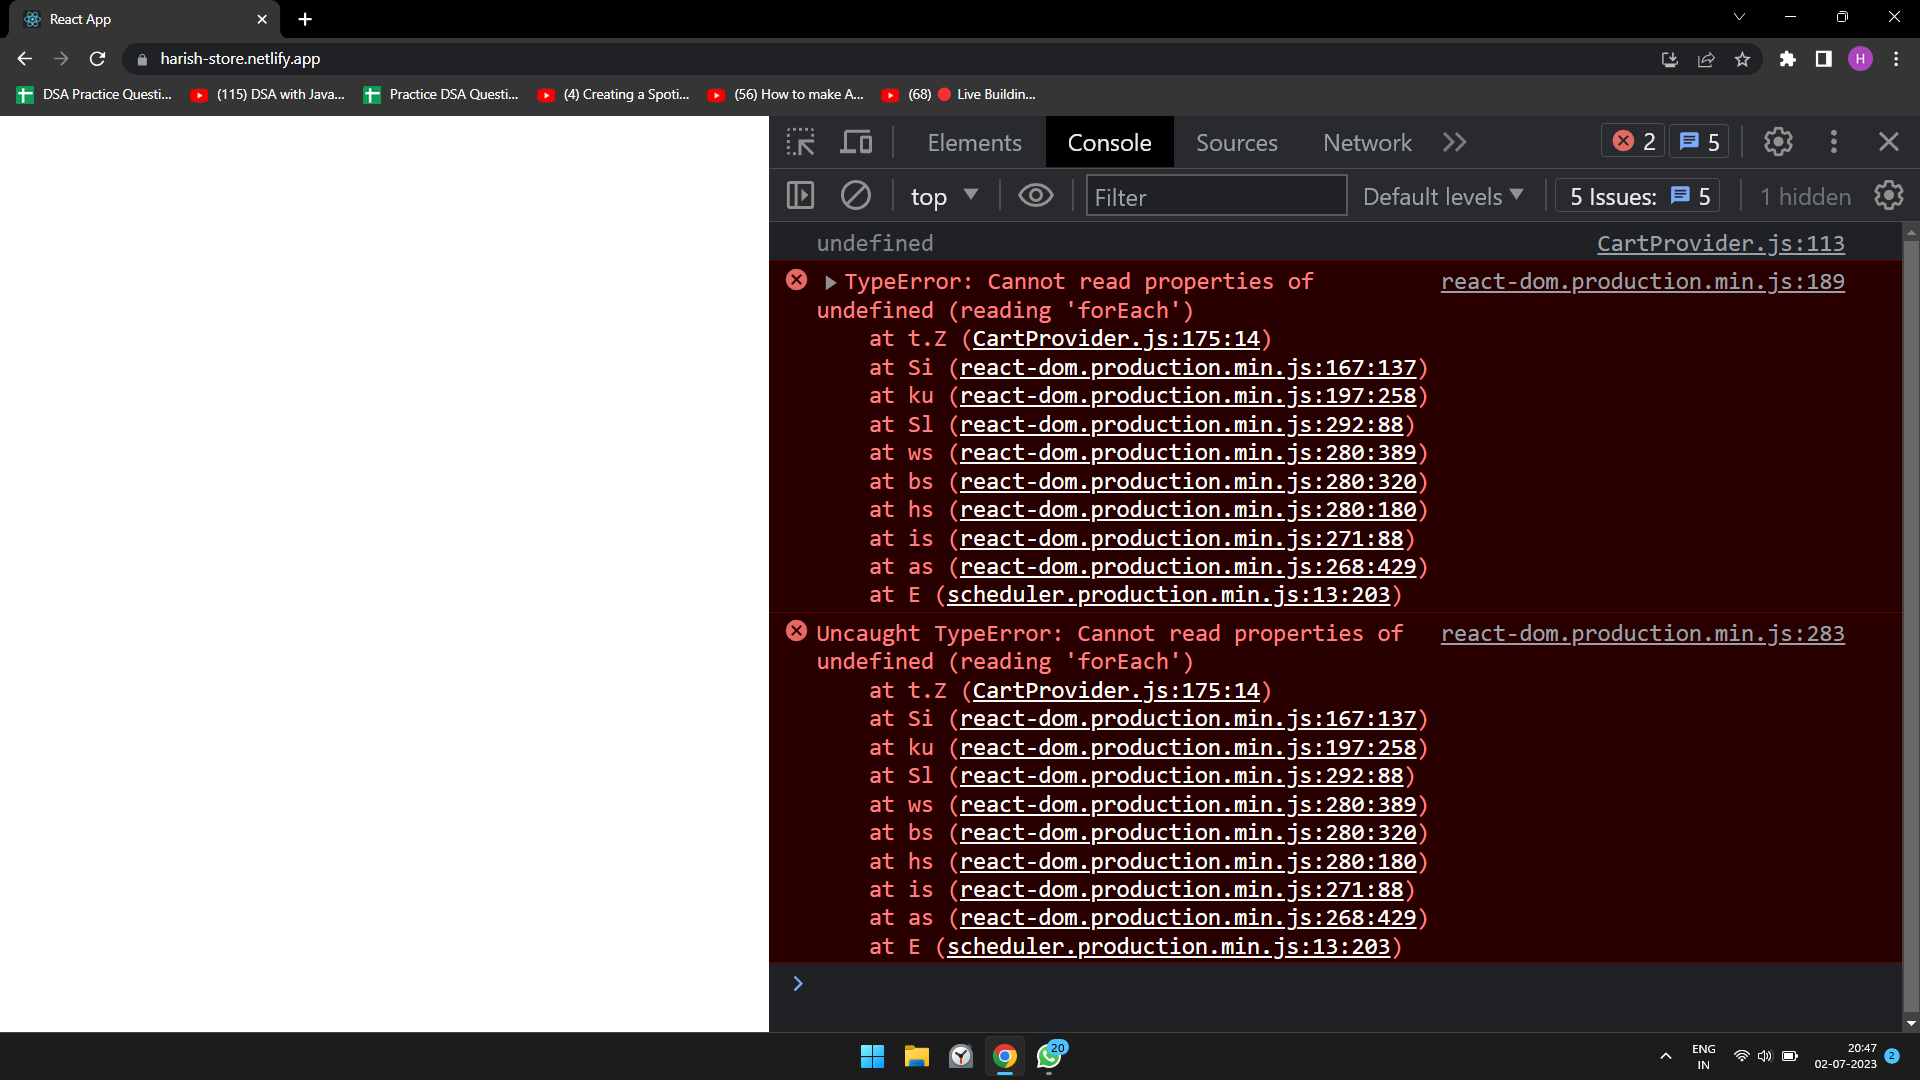 React App
harish-store.netlify.app
H
DSA Practice Questi...
(115) DSA with Java...
Practice DSA Questi...
(4) Creating a Spoti...
(56) How to make A...
(68) Live Buildin...
Elements
Console
Sources
Network
2
5
top
Filter
Default levels
5 Issues: 5
1 hidden
undefined CartProvider.js:113
TypeError: Cannot read properties of react-dom.production.min.js:189
undefined (reading 'forEach')
at t.Z (CartProvider.js:175:14)
at Si (react-dom.production.min.js:167:137)
at ku (react-dom.production.min.js:197:258)
at Sl (react-dom.production.min.js:292:88)
at ws (react-dom.production.min.js:280:389)
at bs (react-dom.production.min.js:280:320)
at hs (react-dom.production.min.js:280:180)
at is (react-dom.production.min.js:271:88)
at as (react-dom.production.min.js:268:429)
at E (scheduler.production.min.js:13:203)
Uncaught TypeError: Cannot read properties of react-dom.production.min.js:283
undefined (reading 'forEach')
at t.Z (CartProvider.js:175:14)
at Si (react-dom.production.min.js:167:137)
at ku (react-dom.production.min.js:197:258)
at Sl (react-dom.production.min.js:292:88)
at ws (react-dom.production.min.js:280:389)
at bs (react-dom.production.min.js:280:320)
at hs (react-dom.production.min.js:280:180)
at is (react-dom.production.min.js:271:88)
at as (react-dom.production.min.js:268:429)
at E (scheduler.production.min.js:13:203)
20
ENG
IN
20:47
02-07-2023
2